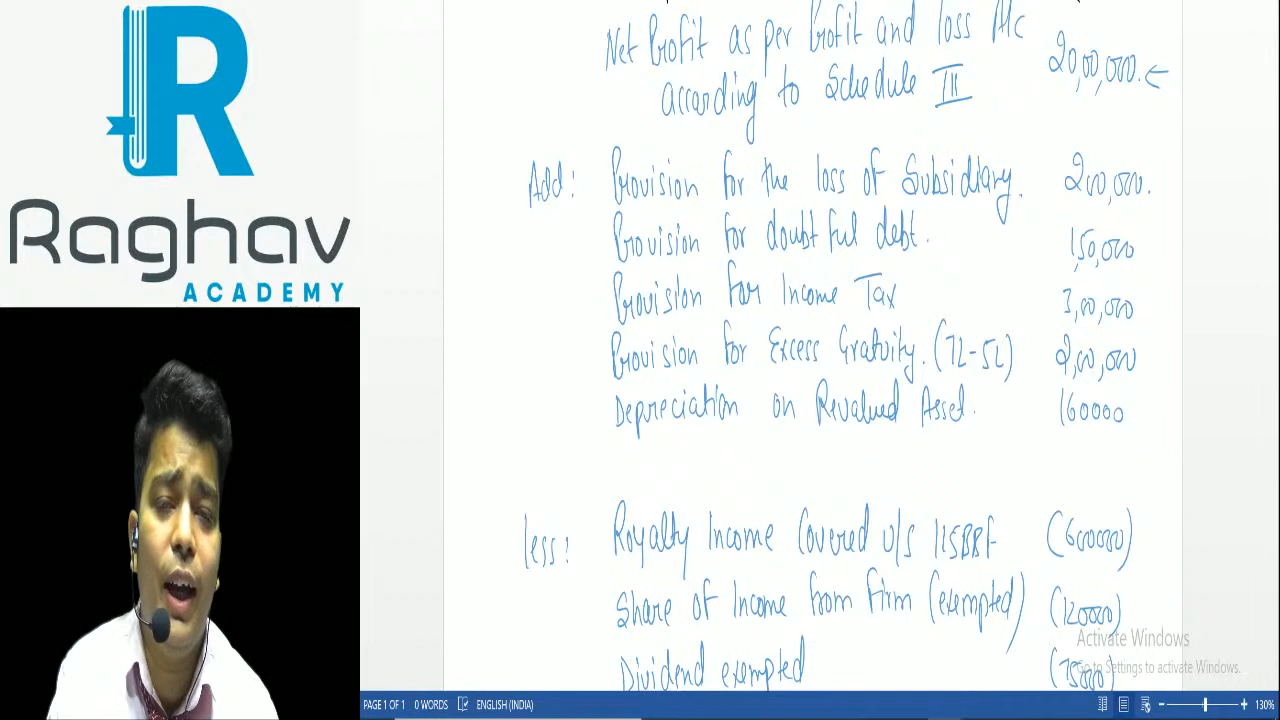 Raghav
ACADEMY
Net Profit as per Profit and loss A/c 20,00,000.
according to Schedule III
Add: Provision for the loss of Subsidiary. 200,000.
Provision for doubtful debt. 1,50,000
Provision for Income Tax 3,00,000
Provision for Excess Gratuity. (7L-5L) 2,00,000
Depreciation on Revalued Asset. 160000
less: Royalty Income Covered u/s 115BBF (600000)
Share of Income from Firm (exempted) (120000)
Dividend exempted (75000)
Activate Windows
Go to Settings to activate Windows.
PAGE 1 OF 1 0 WORDS ENGLISH (INDIA) 130%